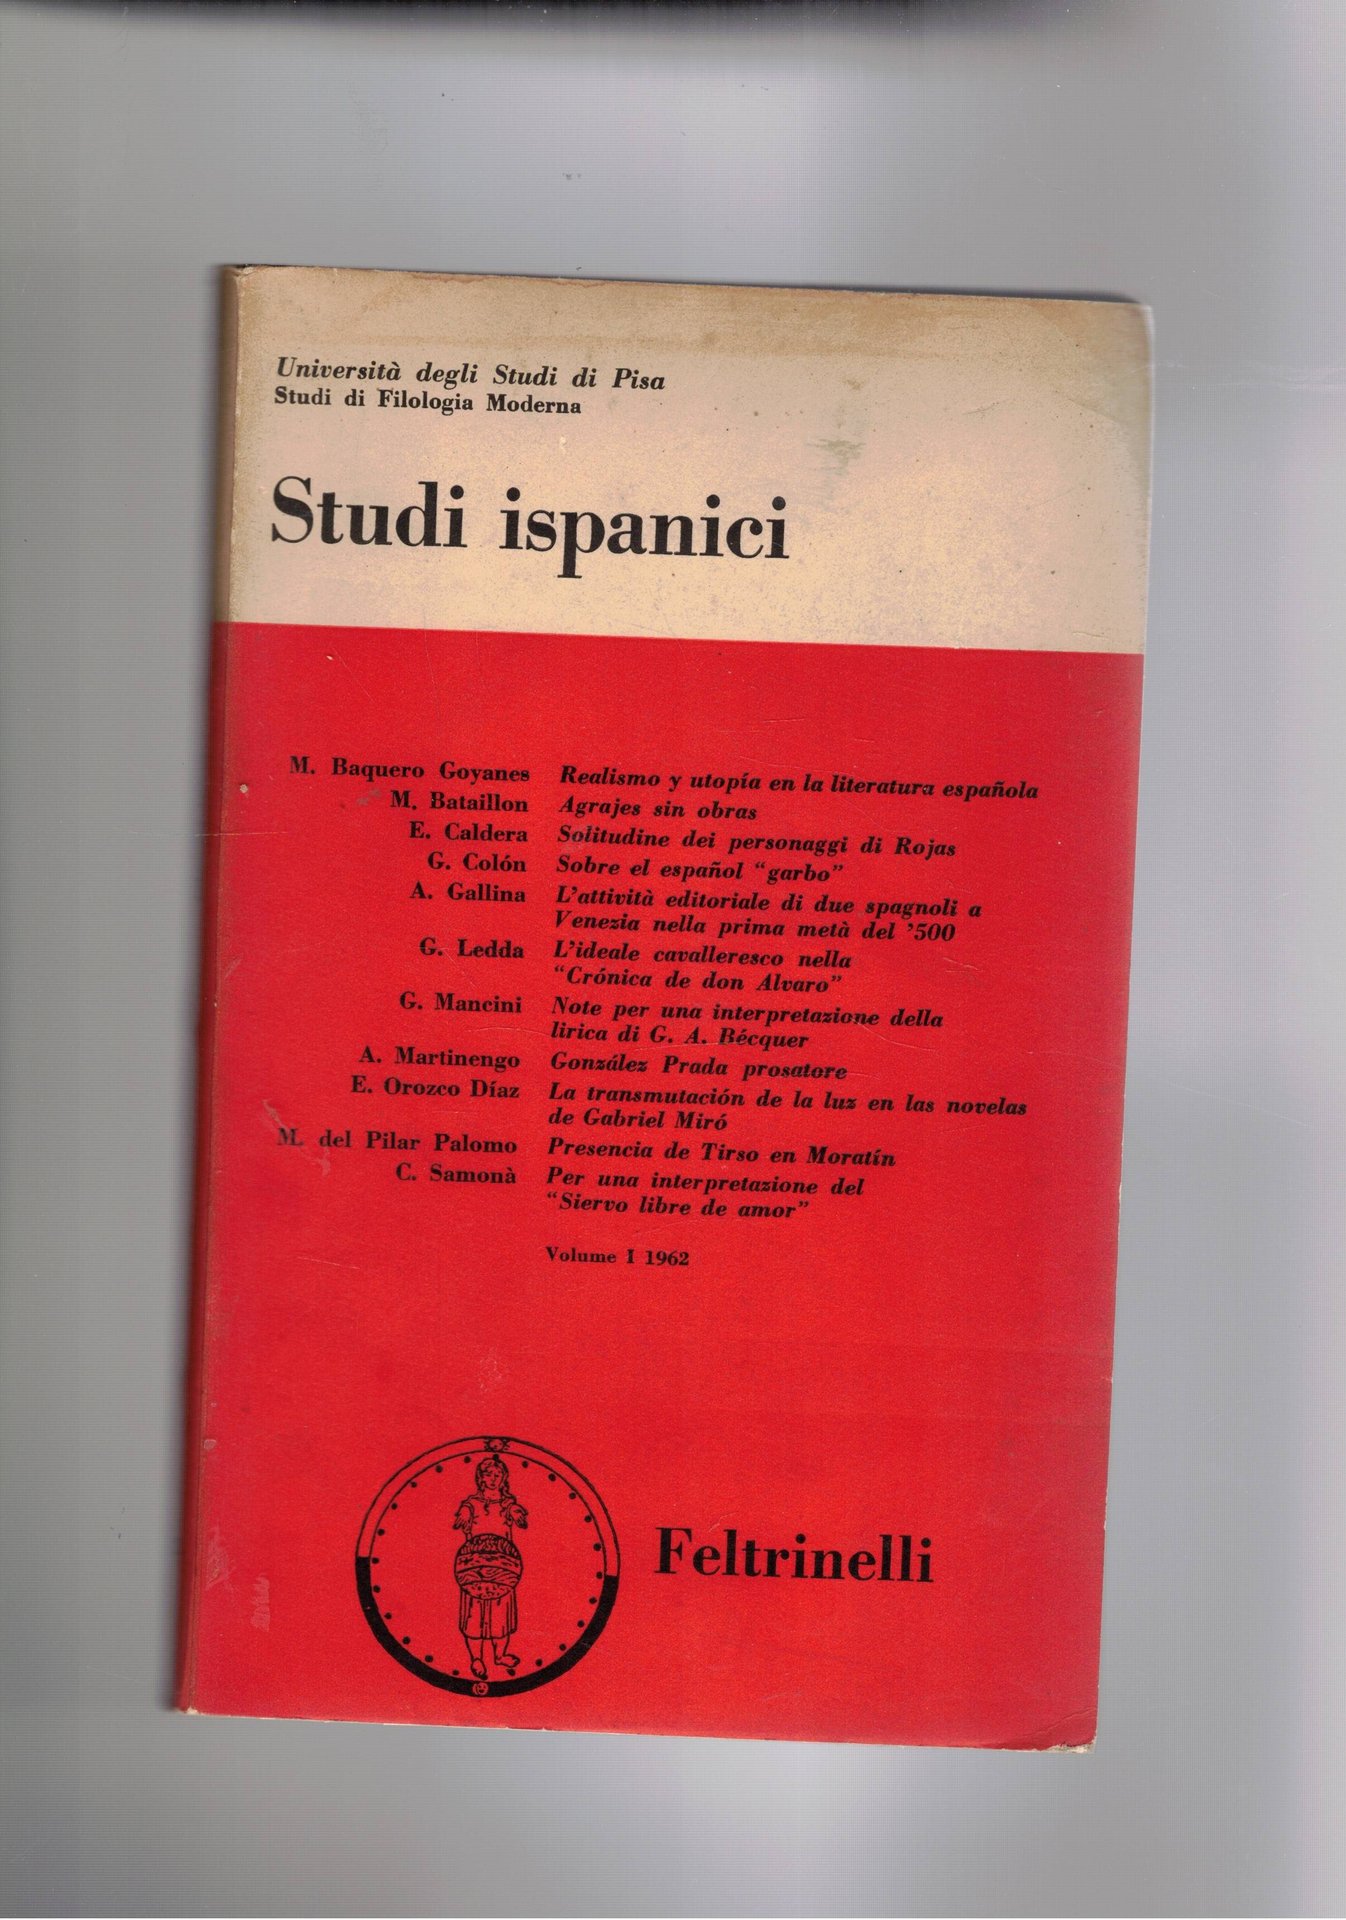 Università degli Studi di Pisa
Studi di Filologia Moderna
Studi ispanici
M. Baquero Goyanes Realismo y utopía en la literatura española
M. Bataillon Agrajes sin obras
E. Caldera Solitudine dei personaggi di Rojas
G. Colón Sobre el español “garbo”
A. Gallina L’attività editoriale di due spagnoli a
Venezia nella prima metà del ’500
G. Ledda L’ideale cavalleresco nella
“Crónica de don Alvaro”
G. Mancini Note per una interpretazione della
lirica di G. A. Bécquer
A. Martinengo González Prada prosatore
E. Orozco Díaz La transmutación de la luz en las novelas
de Gabriel Miró
M. del Pilar Palomo Presencia de Tirso en Moratín
C. Samonà Per una interpretazione del
“Siervo libre de amor”
Volume I 1962
Feltrinelli